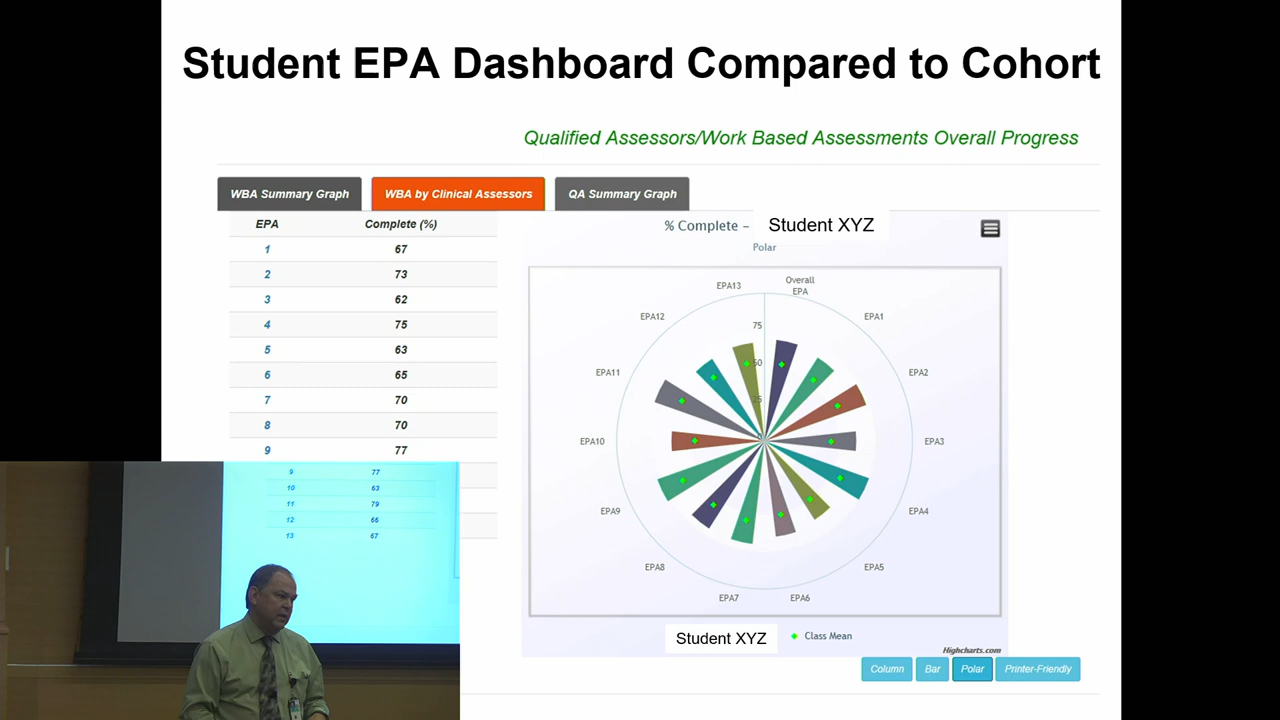 Student EPA Dashboard Compared to Cohort
Qualified Assessors/Work Based Assessments Overall Progress
WBA Summary Graph WBA by Clinical Assessors QA Summary Graph
EPA Complete (%)
1 67
2 73
3 62
4 75
5 63
6 65
7 70
8 70
9 77
9 77
10 63
11 79
12 66
13 67
% Complete – Student XYZ
Polar
Overall
EPA
EPA1
EPA2
EPA3
EPA4
EPA5
EPA6
EPA7
EPA8
EPA9
EPA10
EPA11
EPA12
EPA13
75
50
25
0
Student XYZ Class Mean
Highcharts.com
Column Bar Polar Printer-Friendly